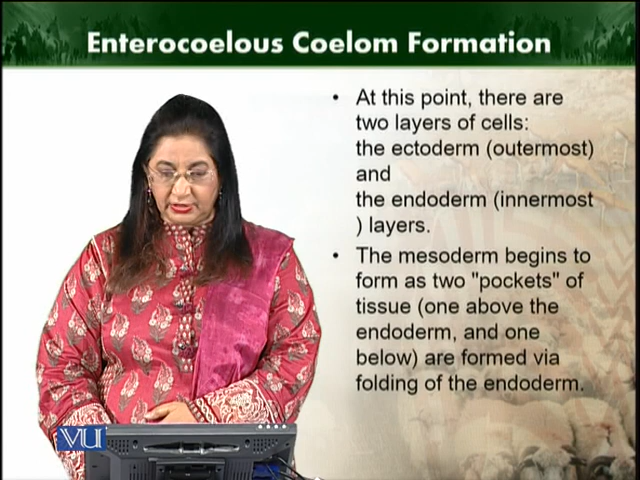 Enterocoelous Coelom Formation
• At this point, there are
two layers of cells:
the ectoderm (outermost)
and
the endoderm (innermost
) layers.
• The mesoderm begins to
form as two "pockets" of
tissue (one above the
endoderm, and one
below) are formed via
folding of the endoderm.
VU